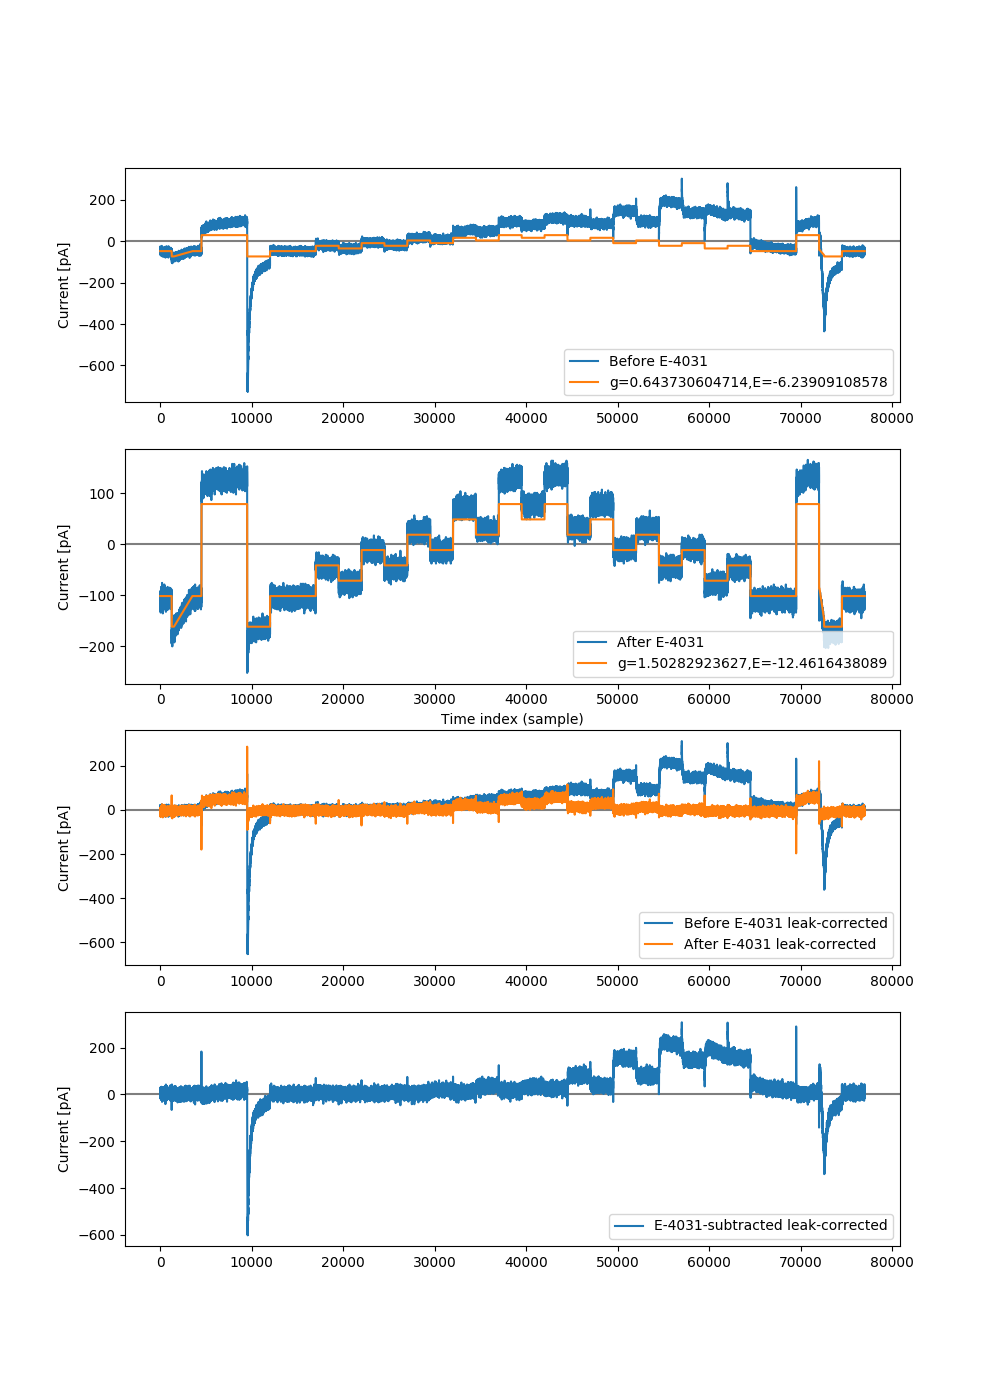 200
0
−200
−400
−600
Current [pA]
Before E-4031
g=0.643730604714,E=-6.23909108578
0 10000 20000 30000 40000 50000 60000 70000 80000
100
0
−100
−200
Current [pA]
After E-4031
g=1.50282923627,E=-12.4616438089
0 10000 20000 30000 40000 50000 60000 70000 80000
Time index (sample)
200
0
−200
−400
−600
Current [pA]
Before E-4031 leak-corrected
After E-4031 leak-corrected
0 10000 20000 30000 40000 50000 60000 70000 80000
200
0
−200
−400
−600
Current [pA]
E-4031-subtracted leak-corrected
0 10000 20000 30000 40000 50000 60000 70000 80000